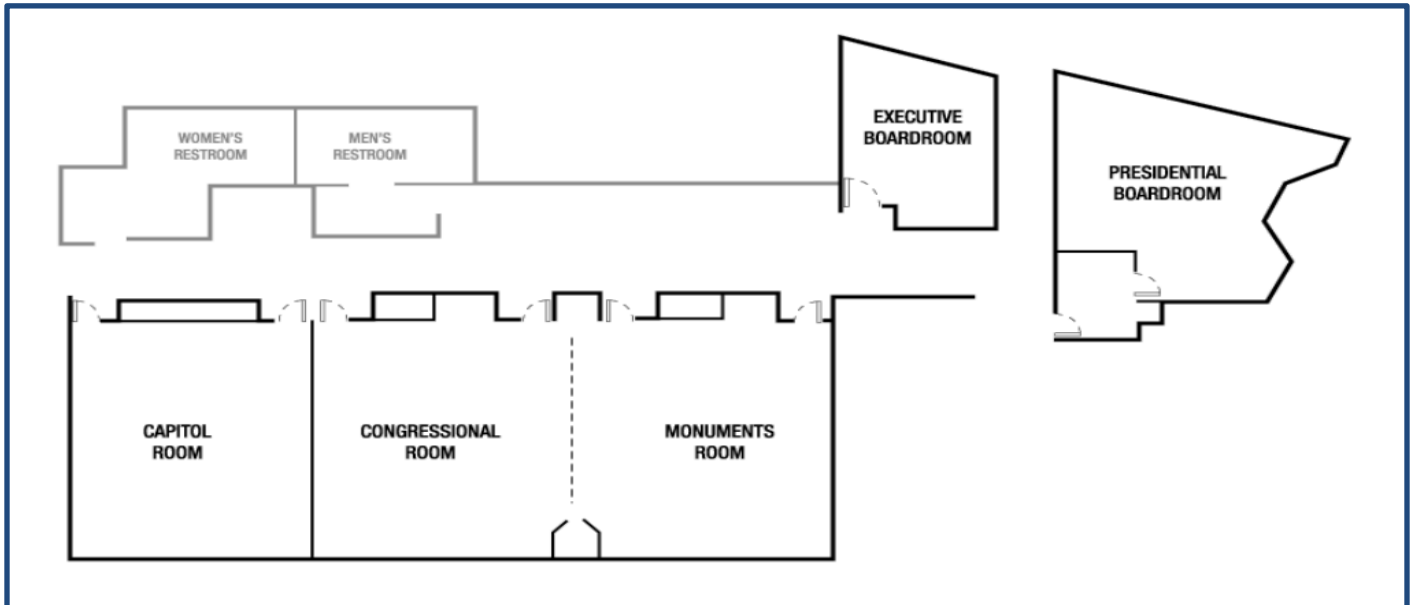 WOMEN'S
RESTROOM
MEN'S
RESTROOM
EXECUTIVE
BOARDROOM
PRESIDENTIAL
BOARDROOM
CAPITOL
ROOM
CONGRESSIONAL
ROOM
MONUMENTS
ROOM